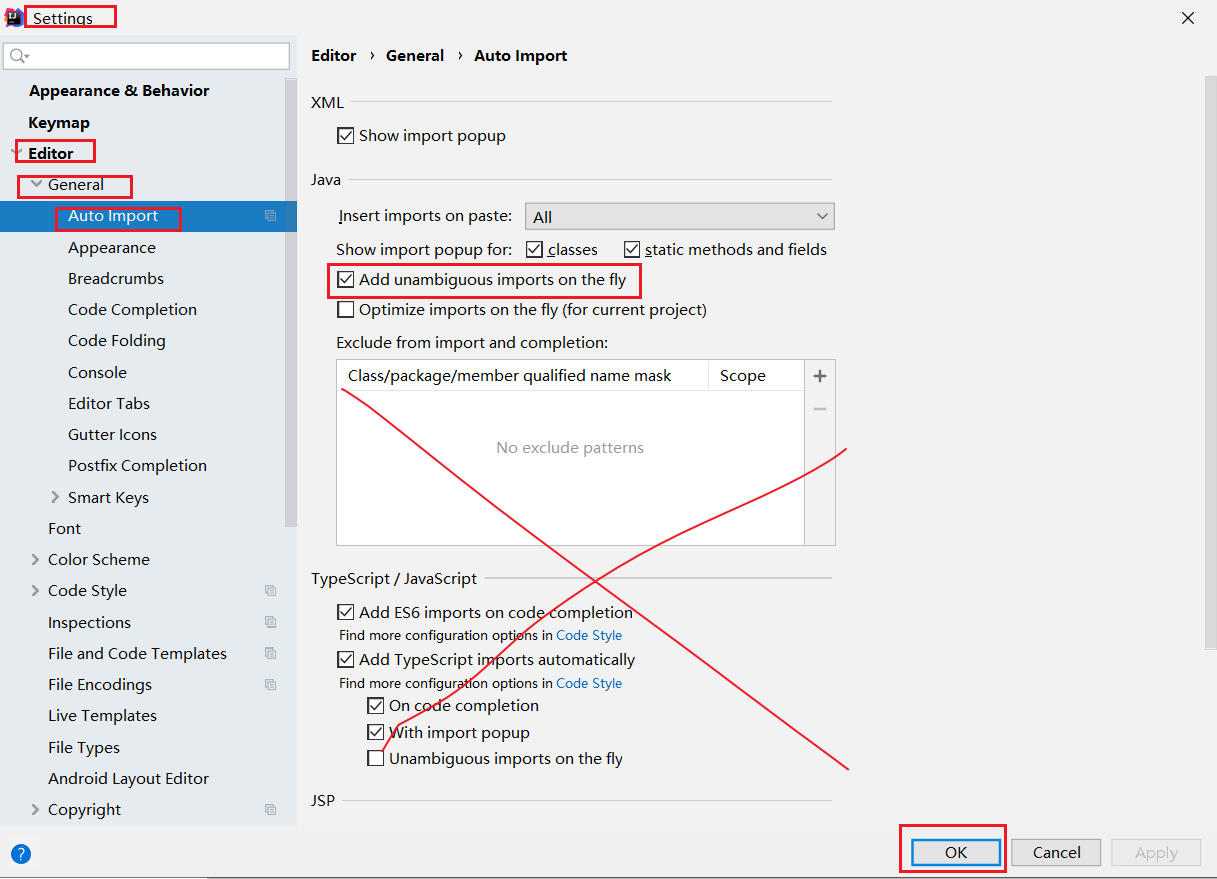 Settings
Appearance & Behavior
Keymap
Editor
General
Auto Import
Appearance
Breadcrumbs
Code Completion
Code Folding
Console
Editor Tabs
Gutter Icons
Postfix Completion
Smart Keys
Font
Color Scheme
Code Style
Inspections
File and Code Templates
File Encodings
Live Templates
File Types
Android Layout Editor
Copyright
Editor › General › Auto Import
XML
Show import popup
Java
Insert imports on paste: All
Show import popup for: classes static methods and fields
Add unambiguous imports on the fly
Optimize imports on the fly (for current project)
Exclude from import and completion:
Class/package/member qualified name mask Scope
No exclude patterns
TypeScript / JavaScript
Add ES6 imports on code completion
Find more configuration options in Code Style
Add TypeScript imports automatically
Find more configuration options in Code Style
On code completion
With import popup
Unambiguous imports on the fly
JSP
? OK Cancel Apply